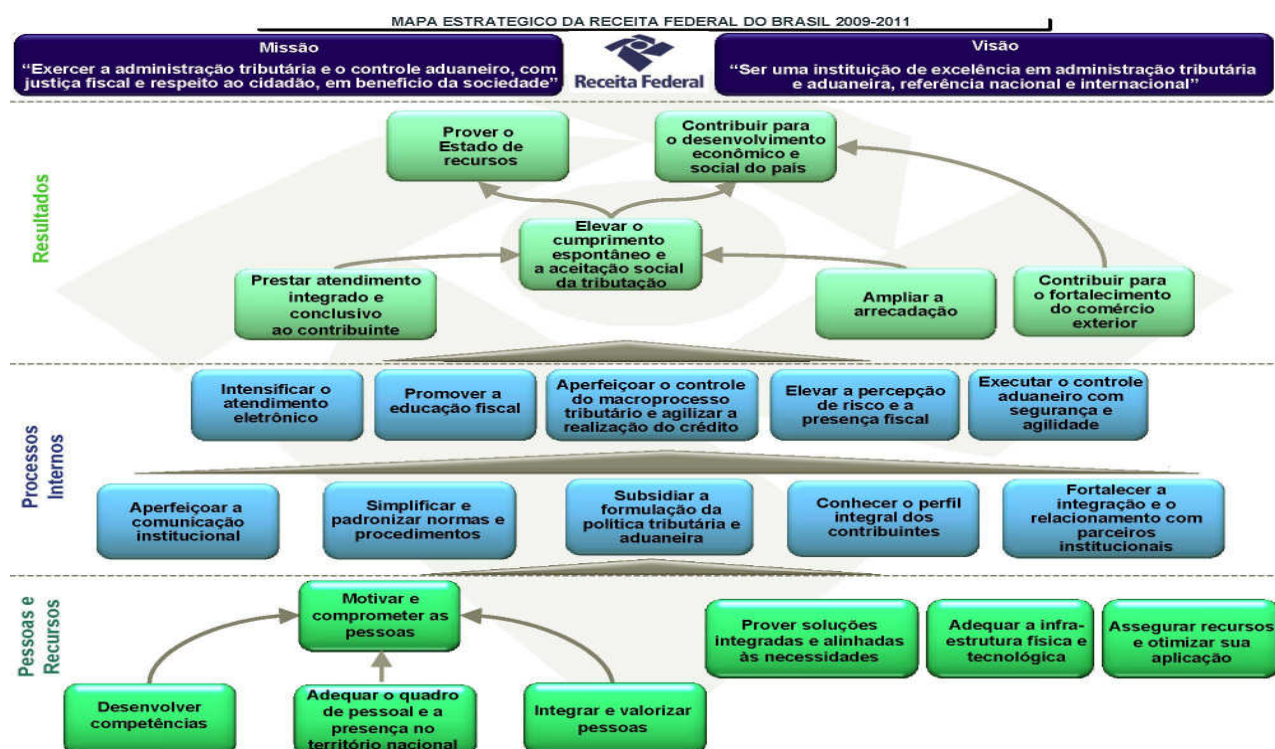 MAPA ESTRATEGICO DA RECEITA FEDERAL DO BRASIL 2009-2011
Missão
“Exercer a administração tributária e o controle aduaneiro, com
justiça fiscal e respeito ao cidadão, em benefício da sociedade”
Receita Federal
Visão
“Ser uma instituição de excelência em administração tributária
e aduaneira, referência nacional e internacional”
Resultados
Prover o
Estado de
recursos
Contribuir para
o desenvolvimento
econômico e
social do país
Elevar o
cumprimento
espontâneo e
a aceitação social
da tributação
Prestar atendimento
integrado e
conclusivo
ao contribuinte
Ampliar a
arrecadação
Contribuir para
o fortalecimento
do comércio
exterior
Processos
Internos
Intensificar o
atendimento
eletrônico
Promover a
educação fiscal
Aperfeiçoar o controle
do macroprocesso
tributário e agilizar a
realização do crédito
Elevar a percepção
de risco e a
presença fiscal
Executar o controle
aduaneiro com
segurança e
agilidade
Aperfeiçoar a
comunicação
institucional
Simplificar e
padronizar normas e
procedimentos
Subsidiar a
formulação da
política tributária e
aduaneira
Conhecer o perfil
integral dos
contribuintes
Fortalecer a
integração e o
relacionamento com
parceiros
institucionais
Pessoas e
Recursos
Motivar e
comprometer as
pessoas
Prover soluções
integradas e alinhadas
às necessidades
Adequar a infra-
estrutura física e
tecnológica
Assegurar recursos
e otimizar sua
aplicação
Desenvolver
competências
Adequar o quadro
de pessoal e a
presença no
território nacional
Integrar e valorizar
pessoas